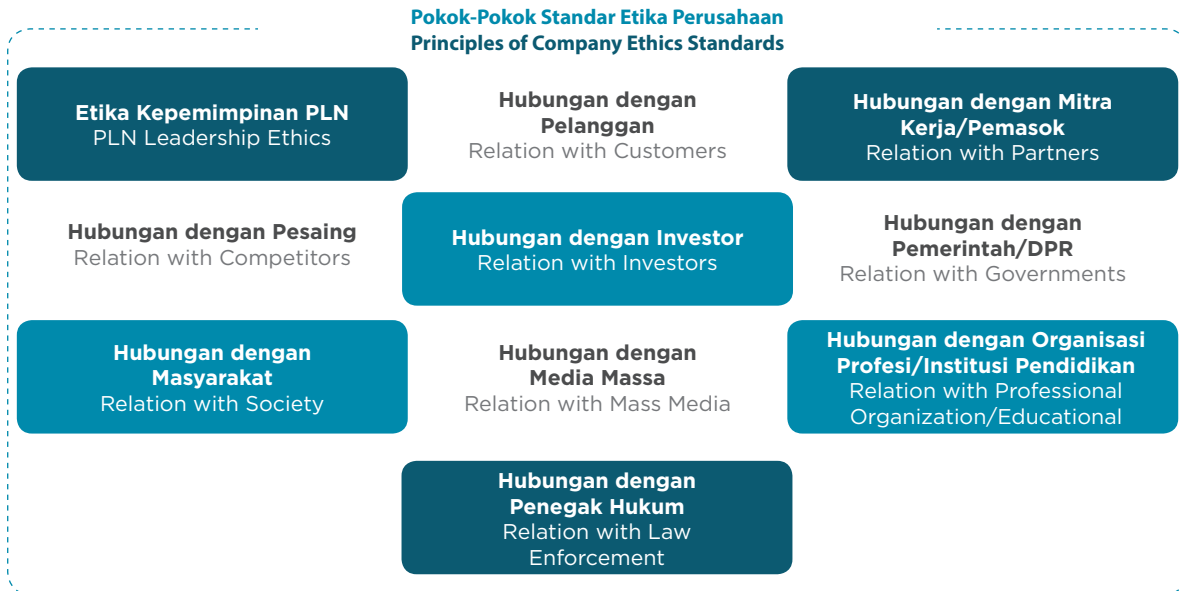 Pokok-Pokok Standar Etika Perusahaan
Principles of Company Ethics Standards
Etika Kepemimpinan PLN
PLN Leadership Ethics
Hubungan dengan
Pelanggan
Relation with Customers
Hubungan dengan Mitra
Kerja/Pemasok
Relation with Partners
Hubungan dengan Pesaing
Relation with Competitors
Hubungan dengan Investor
Relation with Investors
Hubungan dengan
Pemerintah/DPR
Relation with Governments
Hubungan dengan
Masyarakat
Relation with Society
Hubungan dengan
Media Massa
Relation with Mass Media
Hubungan dengan Organisasi
Profesi/Institusi Pendidikan
Relation with Professional
Organization/Educational
Hubungan dengan
Penegak Hukum
Relation with Law
Enforcement